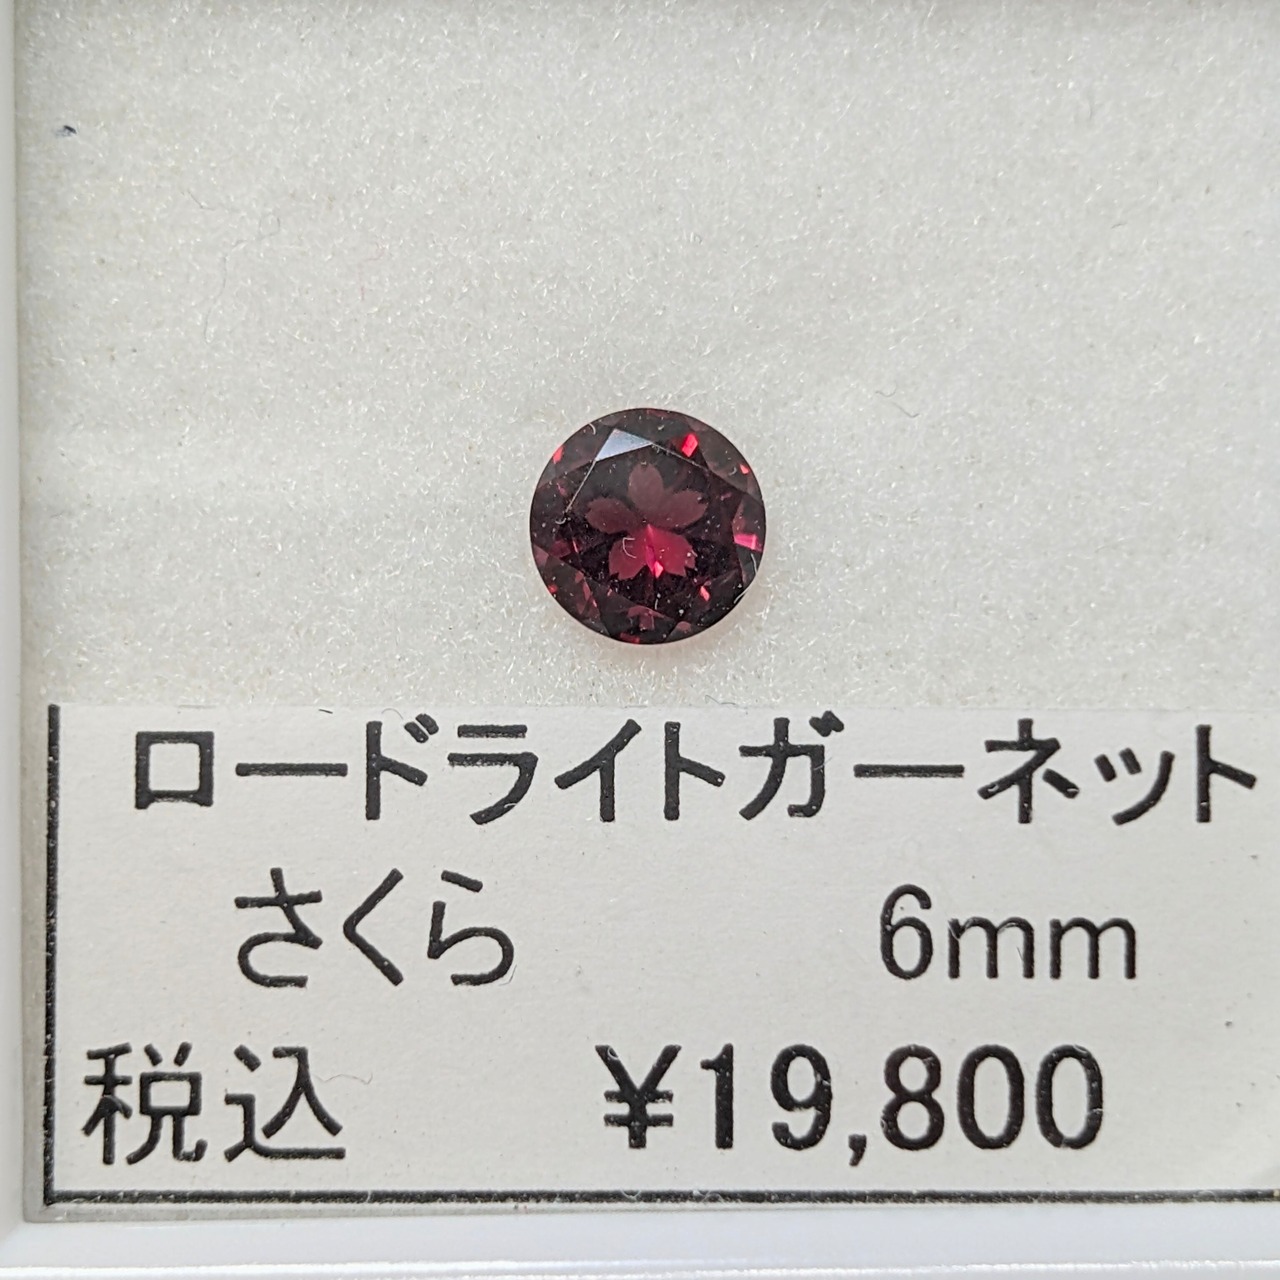 ロードライトガーネット
さくら 6mm
税込 ¥19,800